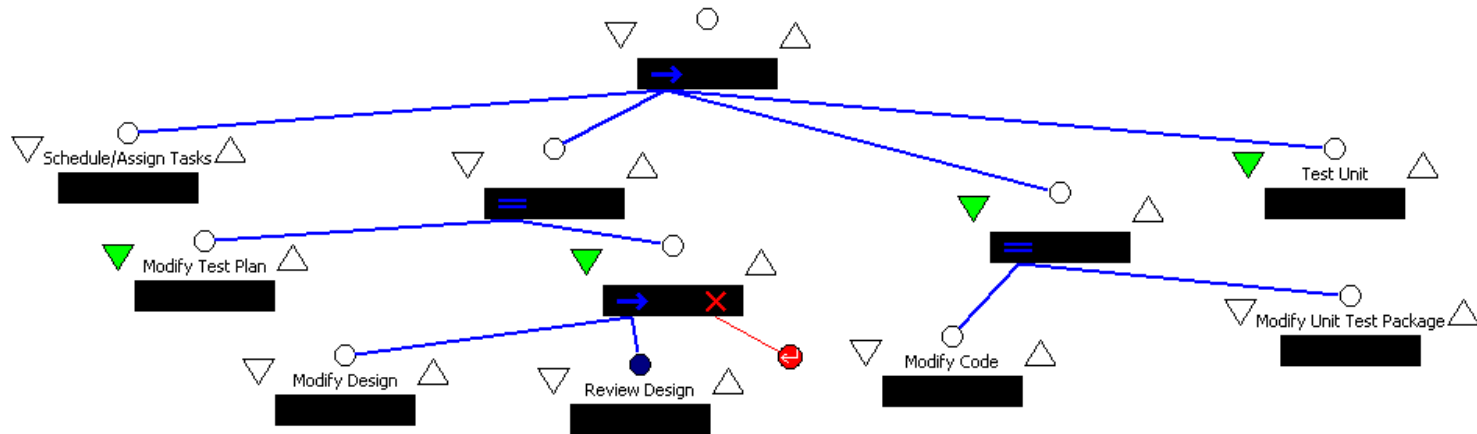 Schedule/Assign Tasks
Test Unit
Modify Test Plan
Modify Unit Test Package
Modify Code
Modify Design
Review Design